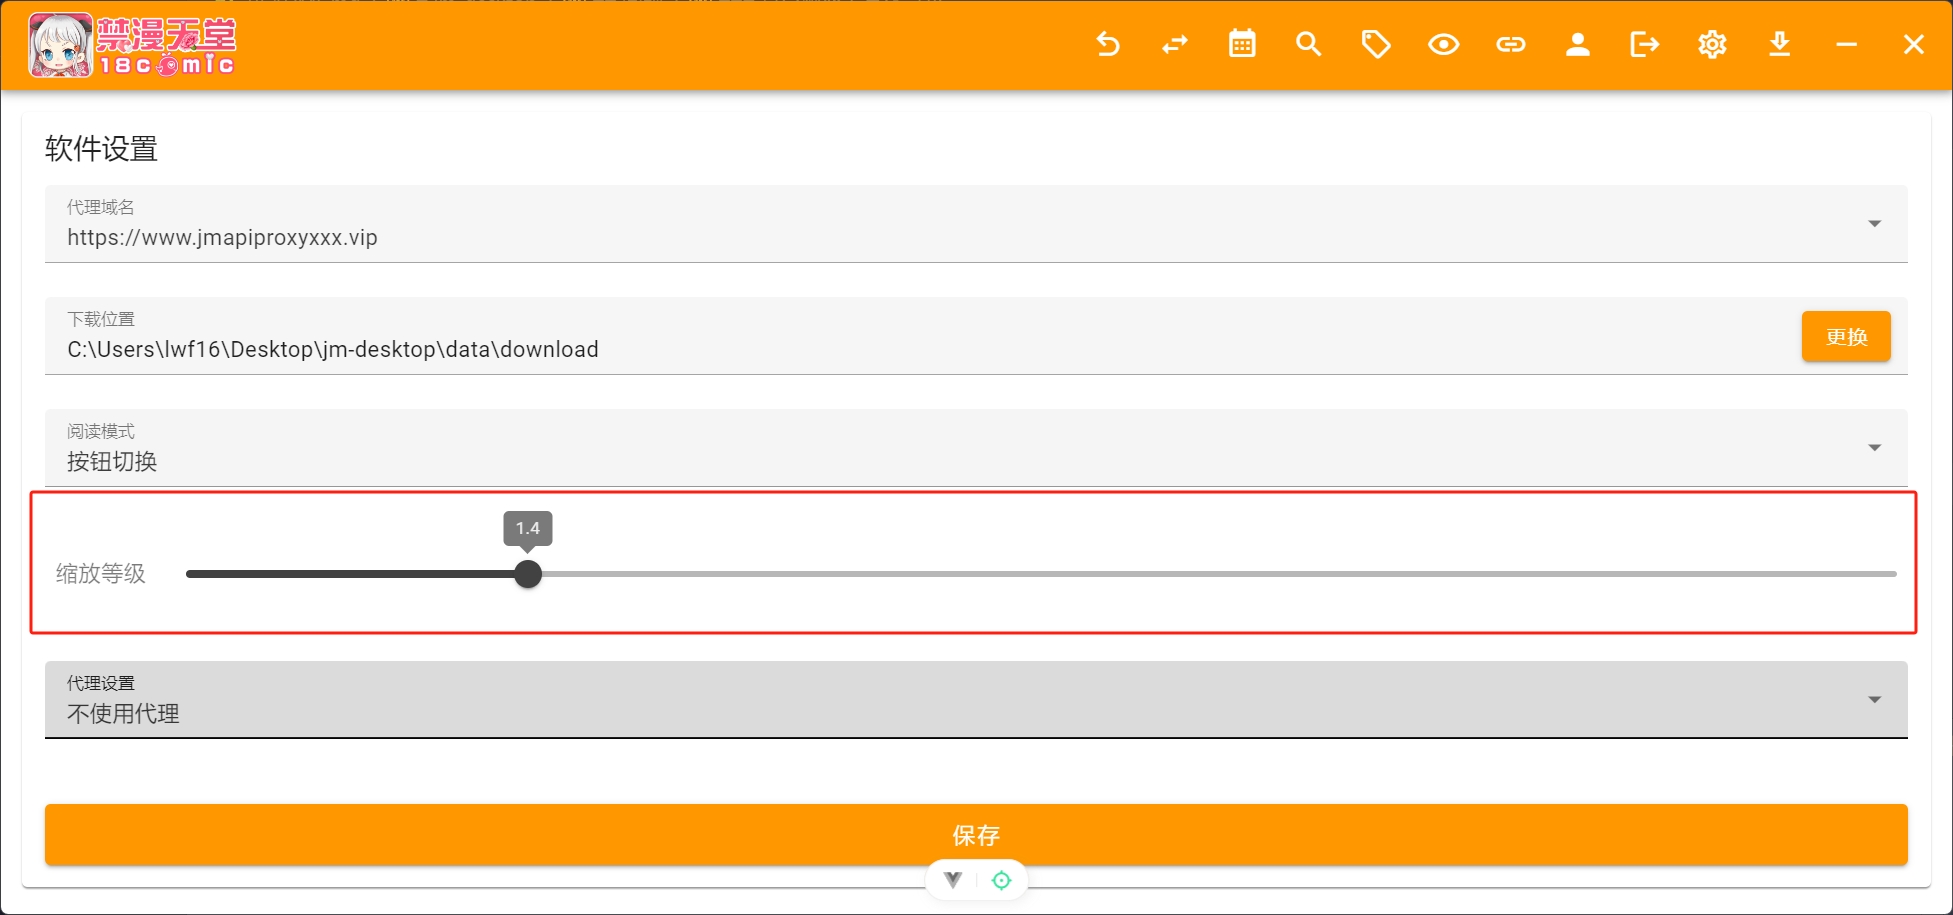 禁漫天堂
18comic
软件设置
代理域名
https://www.jmapiproxyxxx.vip
下载位置
C:\Users\lwf16\Desktop\jm-desktop\data\download
更换
阅读模式
按钮切换
1.4
缩放等级
代理设置
不使用代理
保存